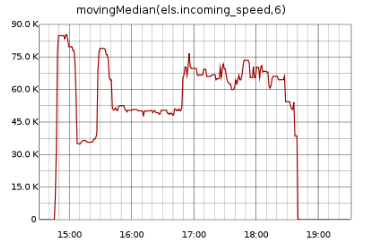 movingMedian(els.incoming_speed,6)
90.0 K
75.0 K
60.0 K
45.0 K
30.0 K
15.0 K
0
15:00 16:00 17:00 18:00 19:00